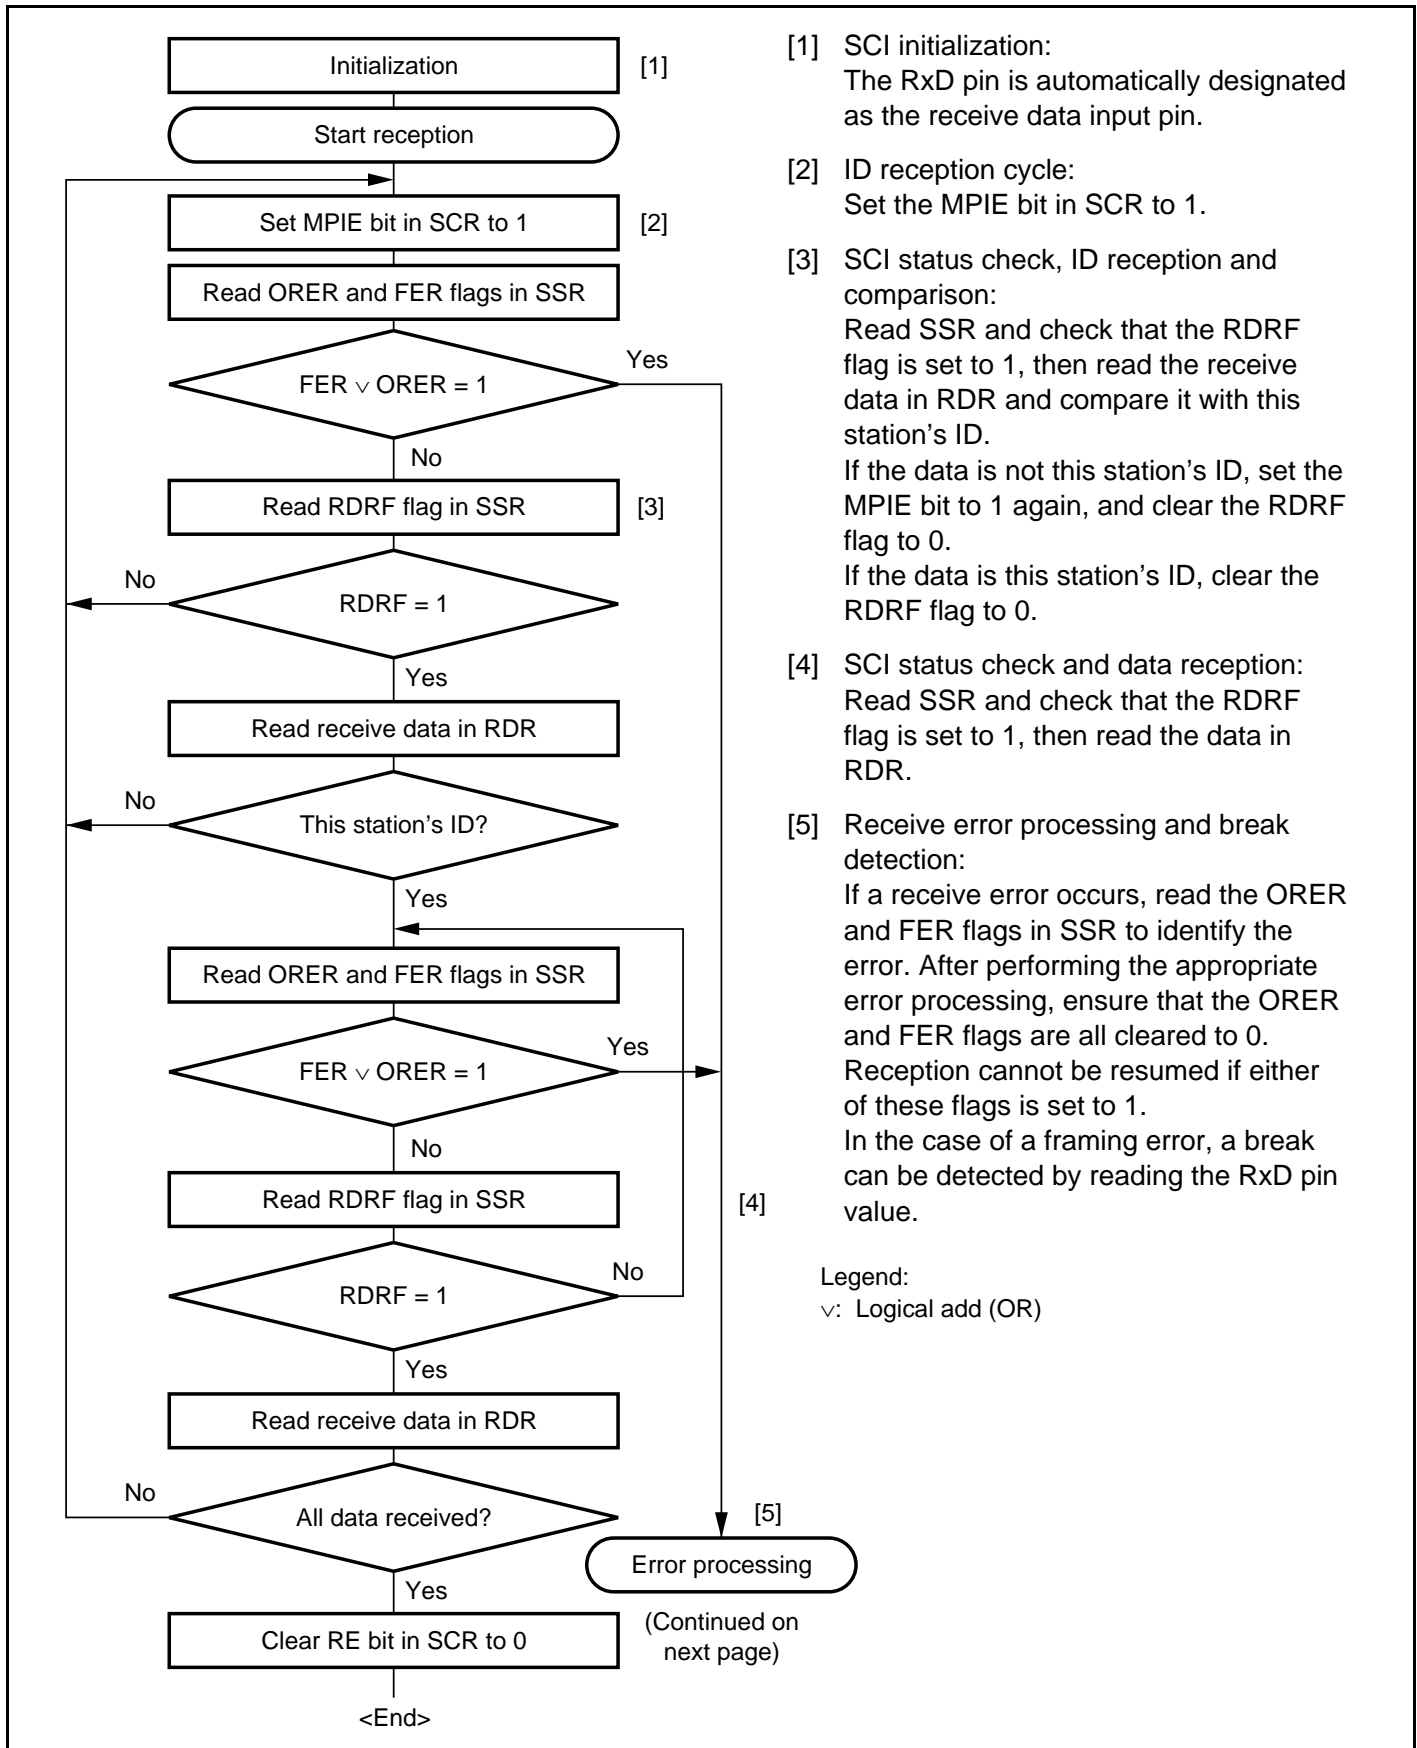 Initialization
[1]
Start reception
Set MPIE bit in SCR to 1
[2]
Read ORER and FER flags in SSR
FER ∨ ORER = 1
Yes
No
Read RDRF flag in SSR
[3]
RDRF = 1
No
Yes
Read receive data in RDR
This station's ID?
No
Yes
Read ORER and FER flags in SSR
FER ∨ ORER = 1
Yes
No
Read RDRF flag in SSR
[4]
RDRF = 1
No
Yes
Read receive data in RDR
All data received?
No
Yes
[5]
Error processing
(Continued on
next page)
Clear RE bit in SCR to 0
<End>
[1] SCI initialization:
The RxD pin is automatically designated
as the receive data input pin.
[2] ID reception cycle:
Set the MPIE bit in SCR to 1.
[3] SCI status check, ID reception and
comparison:
Read SSR and check that the RDRF
flag is set to 1, then read the receive
data in RDR and compare it with this
station's ID.
If the data is not this station's ID, set the
MPIE bit to 1 again, and clear the RDRF
flag to 0.
If the data is this station's ID, clear the
RDRF flag to 0.
[4] SCI status check and data reception:
Read SSR and check that the RDRF
flag is set to 1, then read the data in
RDR.
[5] Receive error processing and break
detection:
If a receive error occurs, read the ORER
and FER flags in SSR to identify the
error. After performing the appropriate
error processing, ensure that the ORER
and FER flags are all cleared to 0.
Reception cannot be resumed if either
of these flags is set to 1.
In the case of a framing error, a break
can be detected by reading the RxD pin
value.
Legend:
∨: Logical add (OR)